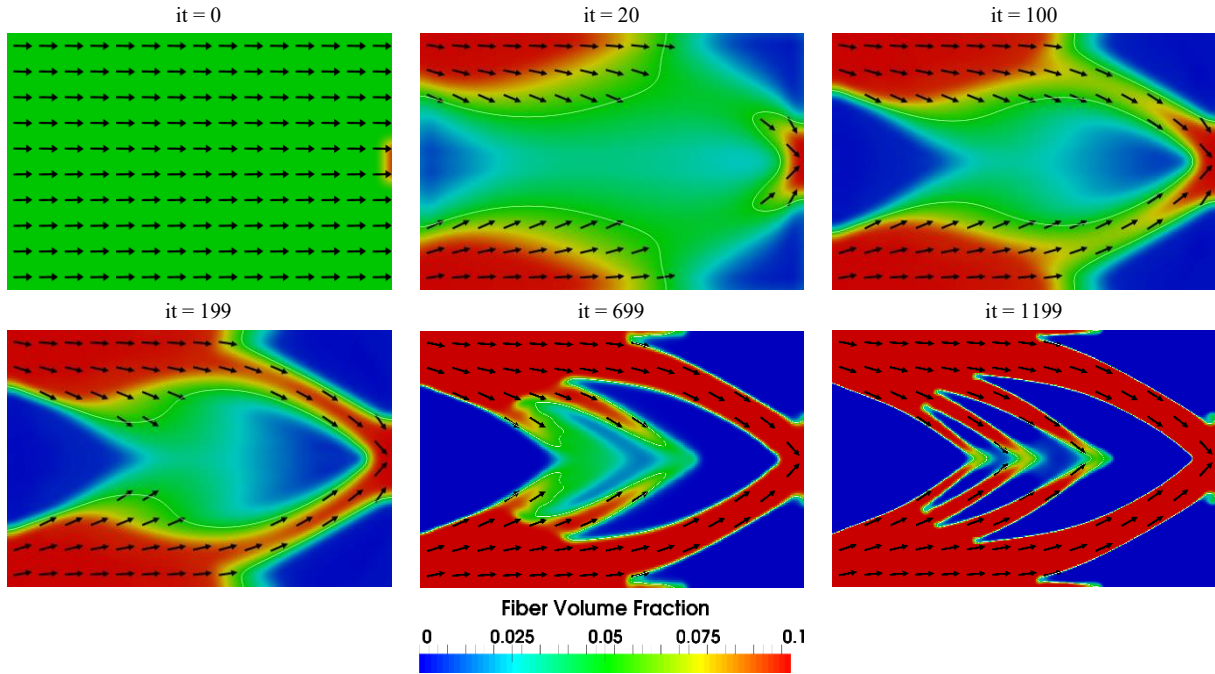 it = 0
it = 20
it = 100
it = 199
it = 699
it = 1199
Fiber Volume Fraction
0 0.025 0.05 0.075 0.1